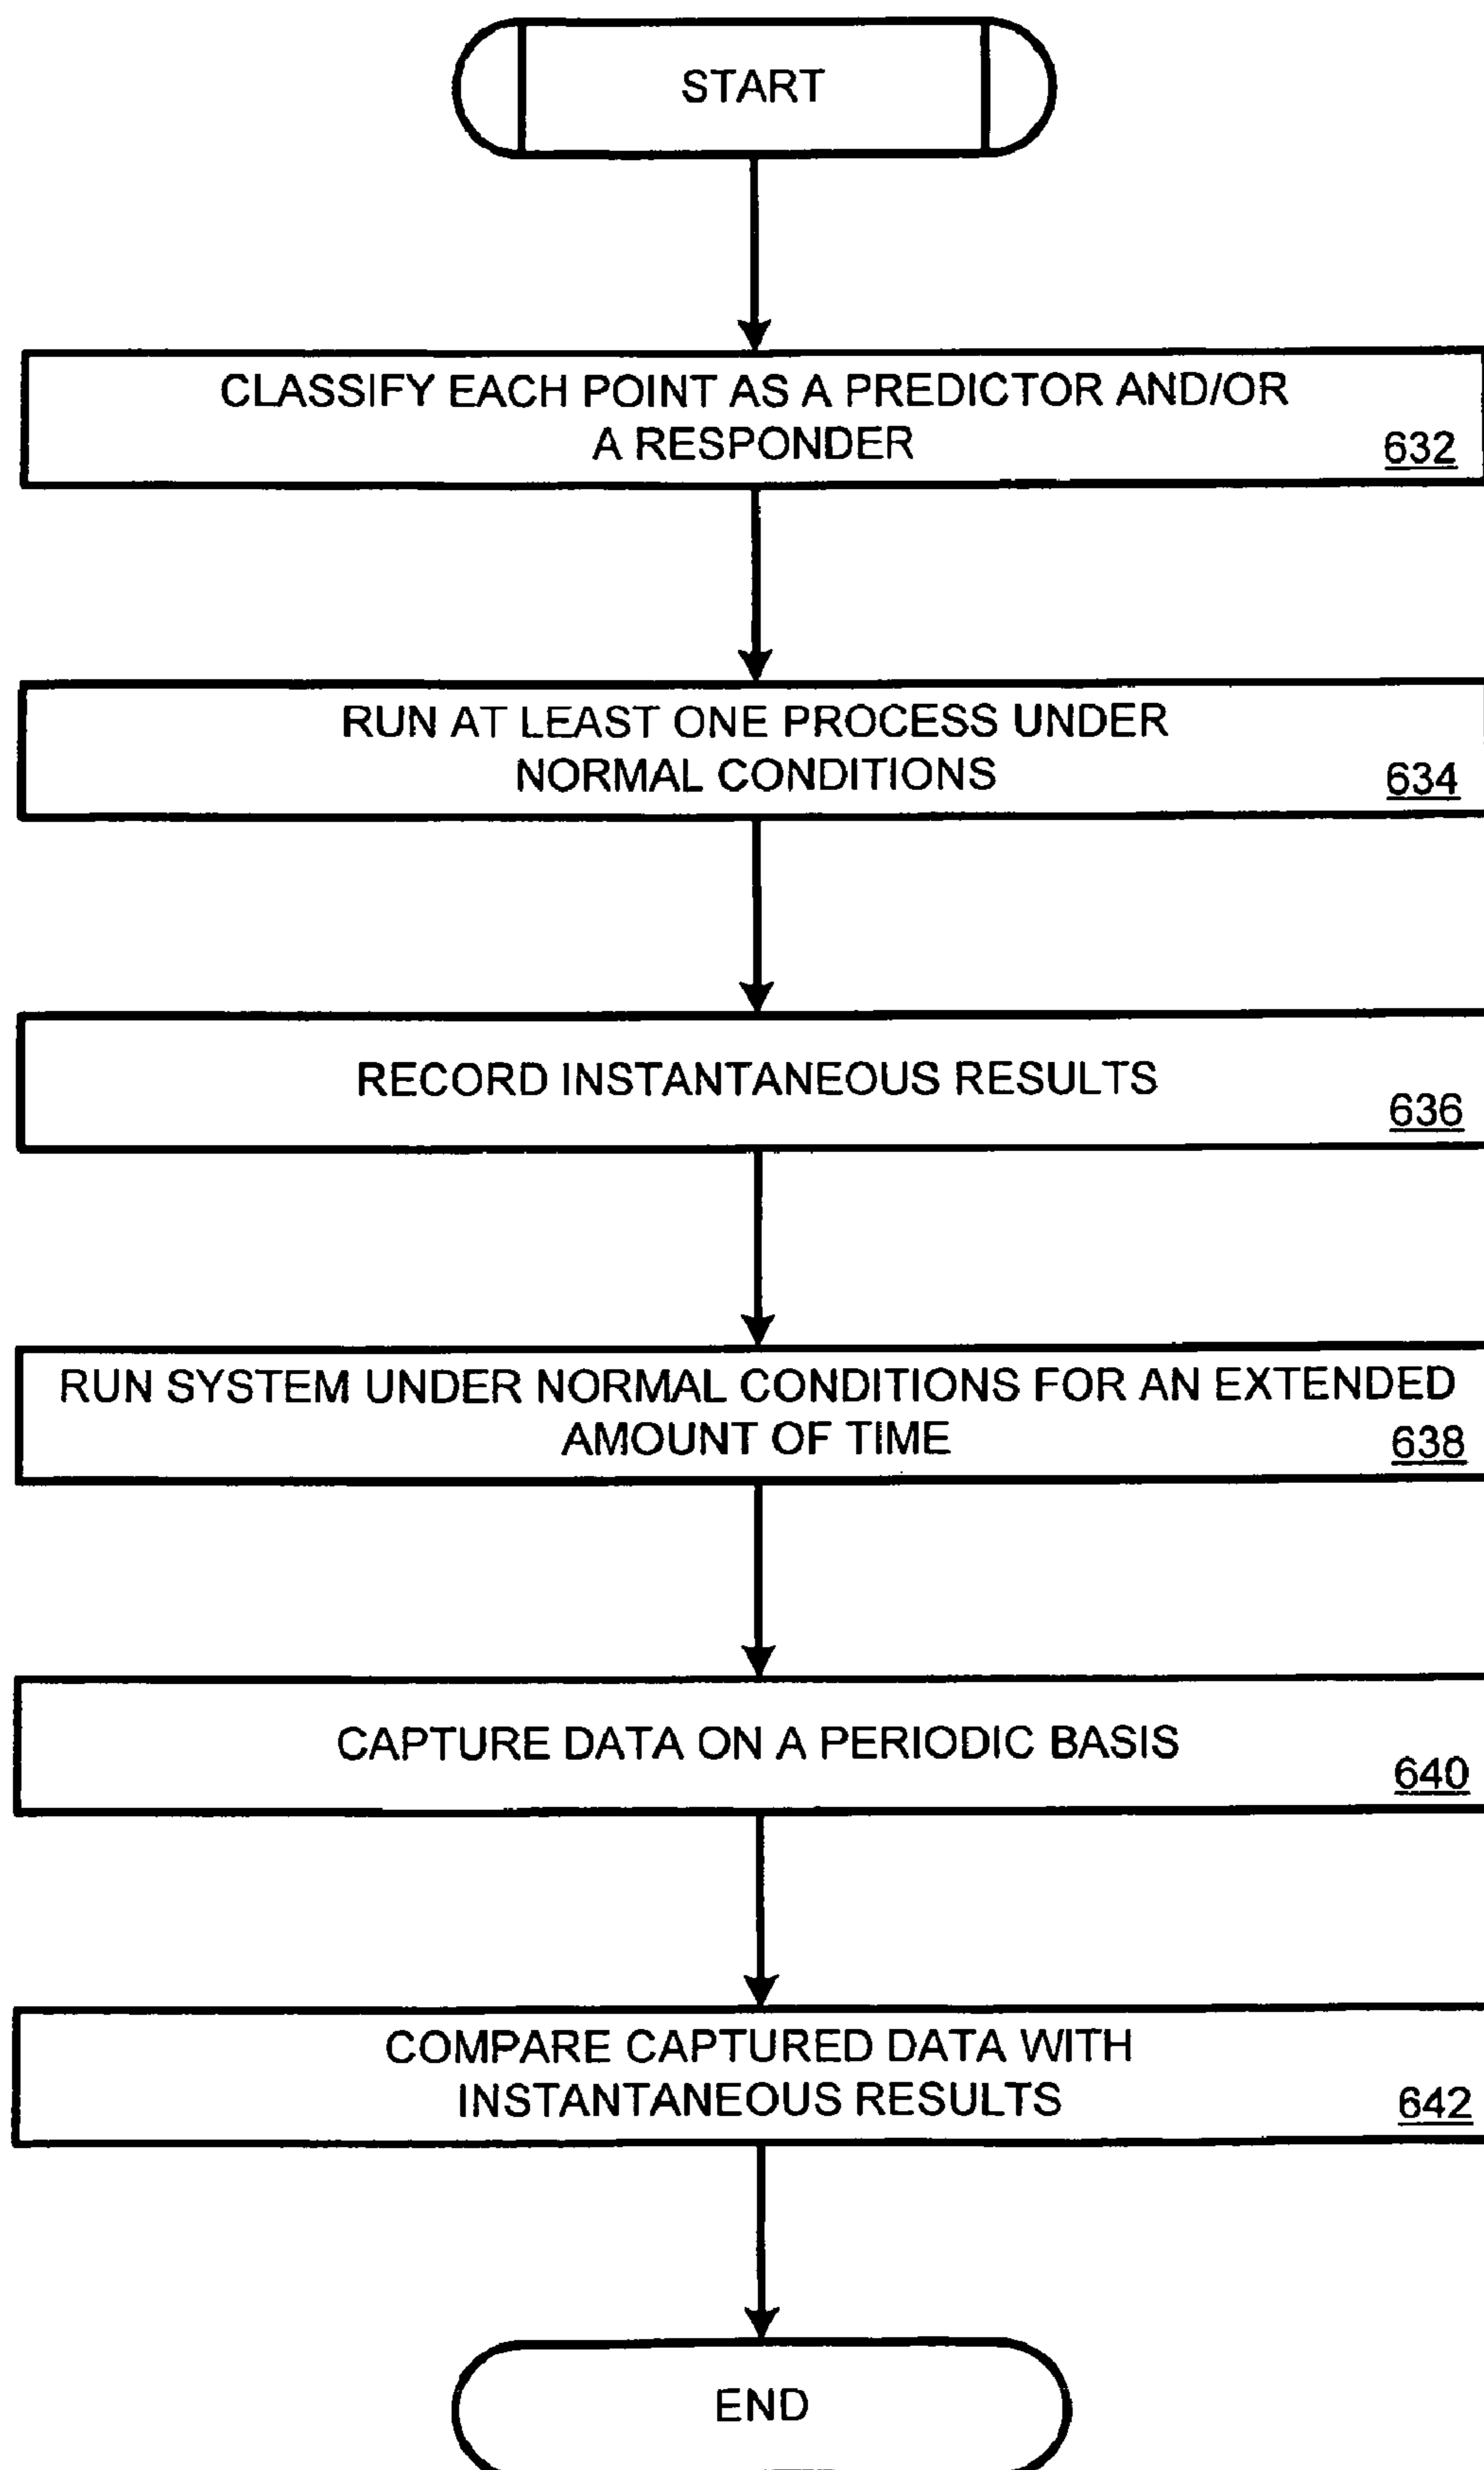 START
CLASSIFY EACH POINT AS A PREDICTOR AND/OR
A RESPONDER
632
RUN AT LEAST ONE PROCESS UNDER
NORMAL CONDITIONS
634
RECORD INSTANTANEOUS RESULTS
636
RUN SYSTEM UNDER NORMAL CONDITIONS FOR AN EXTENDED
AMOUNT OF TIME
638
CAPTURE DATA ON A PERIODIC BASIS
640
COMPARE CAPTURED DATA WITH
INSTANTANEOUS RESULTS
642
END